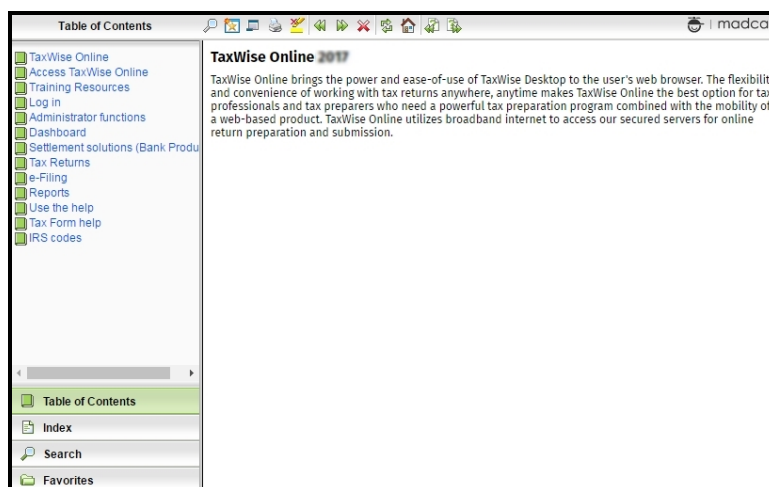 Table of Contents
madca
TaxWise Online
Access TaxWise Online
Training Resources
Log in
Administrator functions
Dashboard
Settlement solutions (Bank Produ
Tax Returns
e-Filing
Reports
Use the help
Tax Form help
IRS codes
Table of Contents
Index
Search
Favorites
TaxWise Online 2017
TaxWise Online brings the power and ease-of-use of TaxWise Desktop to the user's web browser. The flexibilit
and convenience of working with tax returns anywhere, anytime makes TaxWise Online the best option for tax
professionals and tax preparers who need a powerful tax preparation program combined with the mobility of
a web-based product. TaxWise Online utilizes broadband internet to access our secured servers for online
return preparation and submission.